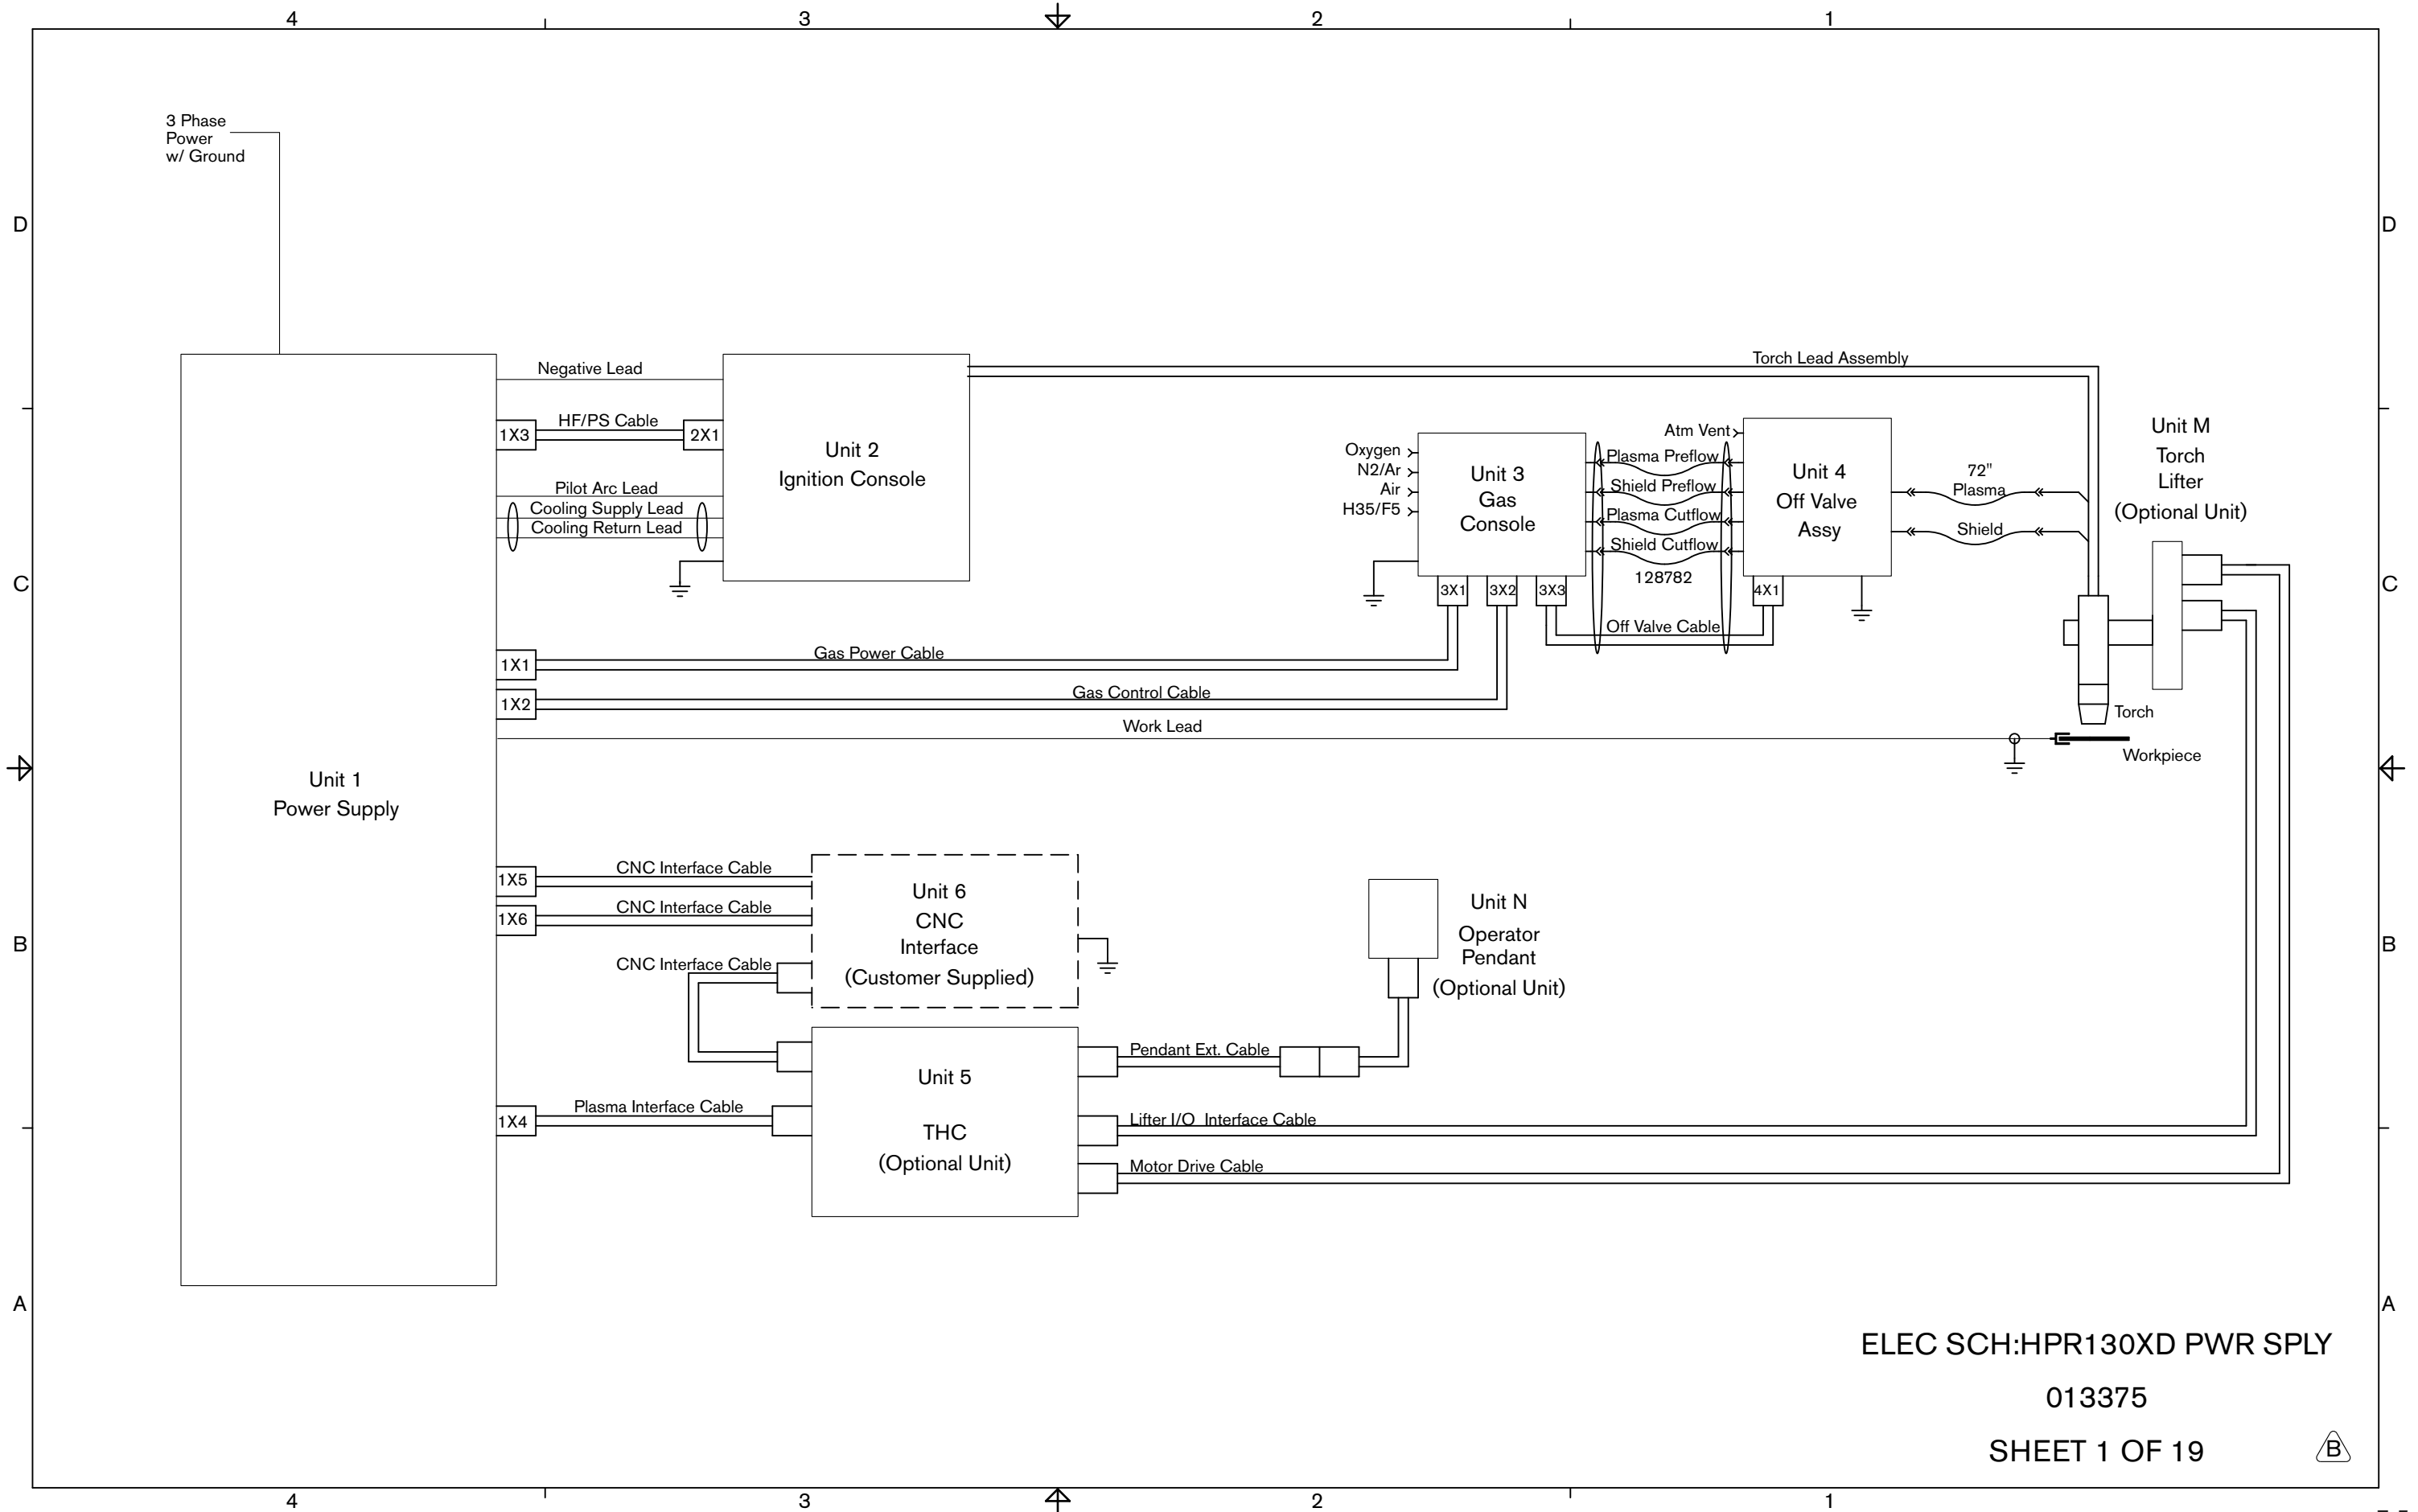 4 3 2 1
3 Phase
Power
w/ Ground
D D
Negative Lead
Torch Lead Assembly
HF/PS Cable
1X3 2X1
Unit 2
Ignition Console
Pilot Arc Lead
Cooling Supply Lead
Cooling Return Lead
Oxygen
N2/Ar
Air
H35/F5
Unit 3
Gas
Console
Atm Vent
Plasma Preflow
Shield Preflow
Plasma Cutflow
Shield Cutflow
128782
Unit 4
Off Valve
Assy
72"
Plasma
Shield
Unit M
Torch
Lifter
(Optional Unit)
C C
3X1 3X2 3X3 4X1
Off Valve Cable
1X1 Gas Power Cable
1X2 Gas Control Cable
Work Lead
Torch
Workpiece
Unit 1
Power Supply
1X5 CNC Interface Cable
1X6 CNC Interface Cable
CNC Interface Cable
Unit 6
CNC
Interface
(Customer Supplied)
Unit N
Operator
Pendant
(Optional Unit)
B B
Pendant Ext. Cable
Unit 5
THC
(Optional Unit)
1X4 Plasma Interface Cable
Lifter I/O Interface Cable
Motor Drive Cable
A A
ELEC SCH:HPR130XD PWR SPLY
013375
SHEET 1 OF 19
B
4 3 2 1